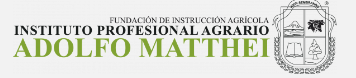 FUNDACIÓN DE INSTRUCCIÓN AGRÍCOLA
INSTITUTO PROFESIONAL AGRARIO
ADOLFO MATTHEI